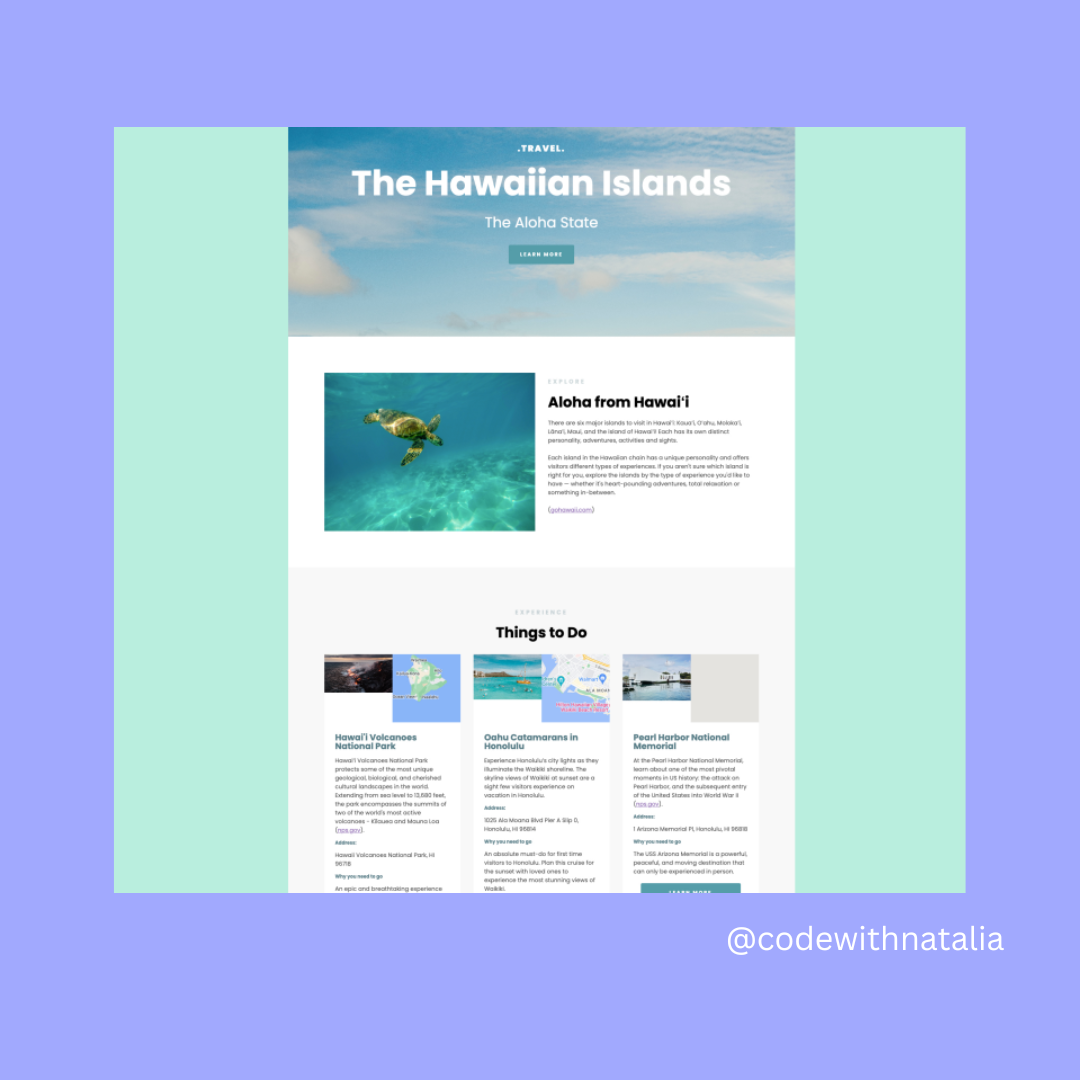 .TRAVEL.
The Hawaiian Islands
The Aloha State
LEARN MORE
EXPLORE
Aloha from Hawaiʻi
There are six major islands to visit in Hawaiʻi: Kauaʻi, Oʻahu, Molokaʻi,
Lānaʻi, Maui, and the island of Hawaiʻi! Each has its own distinct
personality, adventures, activities and sights.
Each island in the Hawaiian chain has a unique personality and offers
visitors different types of experiences. If you aren't sure which island is
right for you, explore the islands by the type of experience you'd like to
have — whether it's heart-pounding adventures, total relaxation or
something in-between.
(gohawaii.com)
EXPERIENCE
Things to Do
Hawaiʻi Volcanoes
National Park
Hawaiʻi Volcanoes National Park
protects some of the most unique
geological, biological, and cherished
cultural landscapes in the world.
Extending from sea level to 13,680 feet,
the park encompasses the summits of
two of the world's most active
volcanoes - Kīlauea and Mauna Loa
(nps.gov).
Address:
Hawaii Volcanoes National Park, HI
96718
Why you need to go
An epic and breathtaking experience
Walmart
ALA MOAN
Oahu Catamarans in
Honolulu
Experience Honolulu's city lights as they
illuminate the Waikiki shoreline. The
skyline views of Waikiki at sunset are a
sight few visitors experience on
vacation in Honolulu.
Address:
1025 Ala Moana Blvd Pier A Slip D,
Honolulu, HI 96814
Why you need to go
An absolute must-do for first time
visitors to Honolulu. Plan this cruise for
the sunset with loved ones to
experience the most stunning views of
Waikiki.
Pearl Harbor National
Memorial
At the Pearl Harbor National Memorial,
learn about one of the most pivotal
moments in US history: the attack on
Pearl Harbor, and the subsequent entry
of the United States into World War II
(nps.gov).
Address:
1 Arizona Memorial Pl, Honolulu, HI 96818
Why you need to go
The USS Arizona Memorial is a powerful,
peaceful, and moving destination that
can only be experienced in person.
LEARN MORE
@codewithnatalia